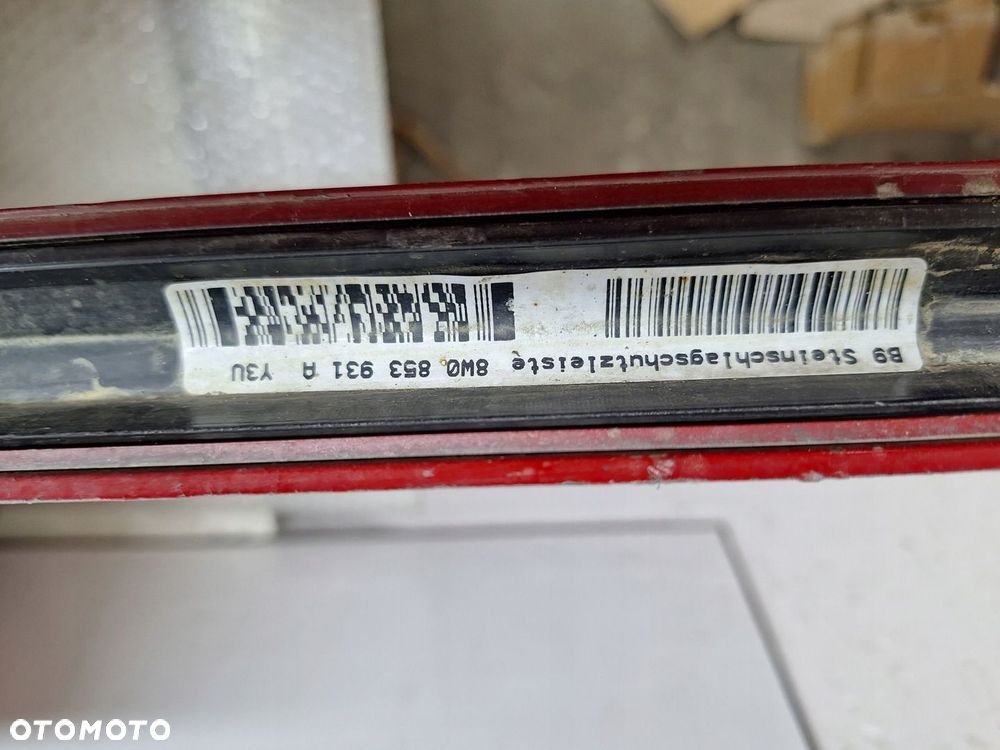 B9 Steinschlagschutzleiste 8W0 853 931 A Y3U
OTOMOTO